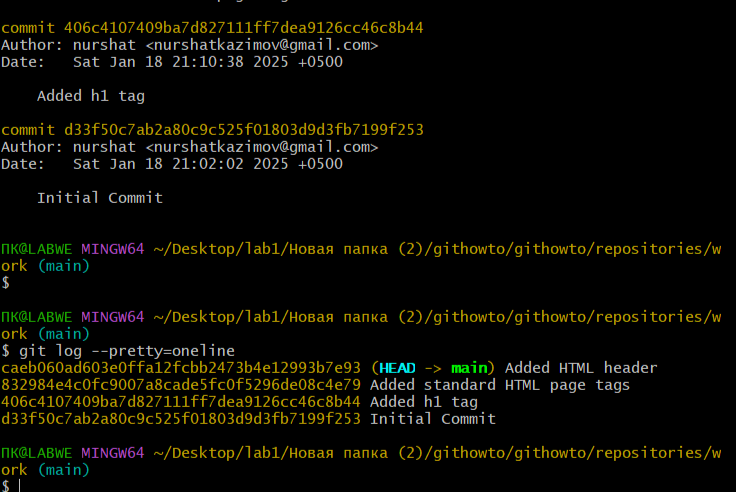 commit 406c4107409ba7d827111ff7dea9126cc46c8b44
Author: nurshat <nurshatkazimov@gmail.com>
Date:   Sat Jan 18 21:10:38 2025 +0500
    Added h1 tag
commit d33f50c7ab2a80c9c525f01803d9d3fb7199f253
Author: nurshat <nurshatkazimov@gmail.com>
Date:   Sat Jan 18 21:02:02 2025 +0500
    Initial Commit
ПК@LABWE MINGW64 ~/Desktop/lab1/Новая папка (2)/githowto/githowto/repositories/w
ork (main)
$
ПК@LABWE MINGW64 ~/Desktop/lab1/Новая папка (2)/githowto/githowto/repositories/w
ork (main)
$ git log --pretty=oneline
caeb060ad603e0ffa12fcbb2473b4e12993b7e93 (HEAD -> main) Added HTML header
832984e4c0fc9007a8cade5fc0f5296de08c4e79 Added standard HTML page tags
406c4107409ba7d827111ff7dea9126cc46c8b44 Added h1 tag
d33f50c7ab2a80c9c525f01803d9d3fb7199f253 Initial Commit
ПК@LABWE MINGW64 ~/Desktop/lab1/Новая папка (2)/githowto/githowto/repositories/w
ork (main)
$